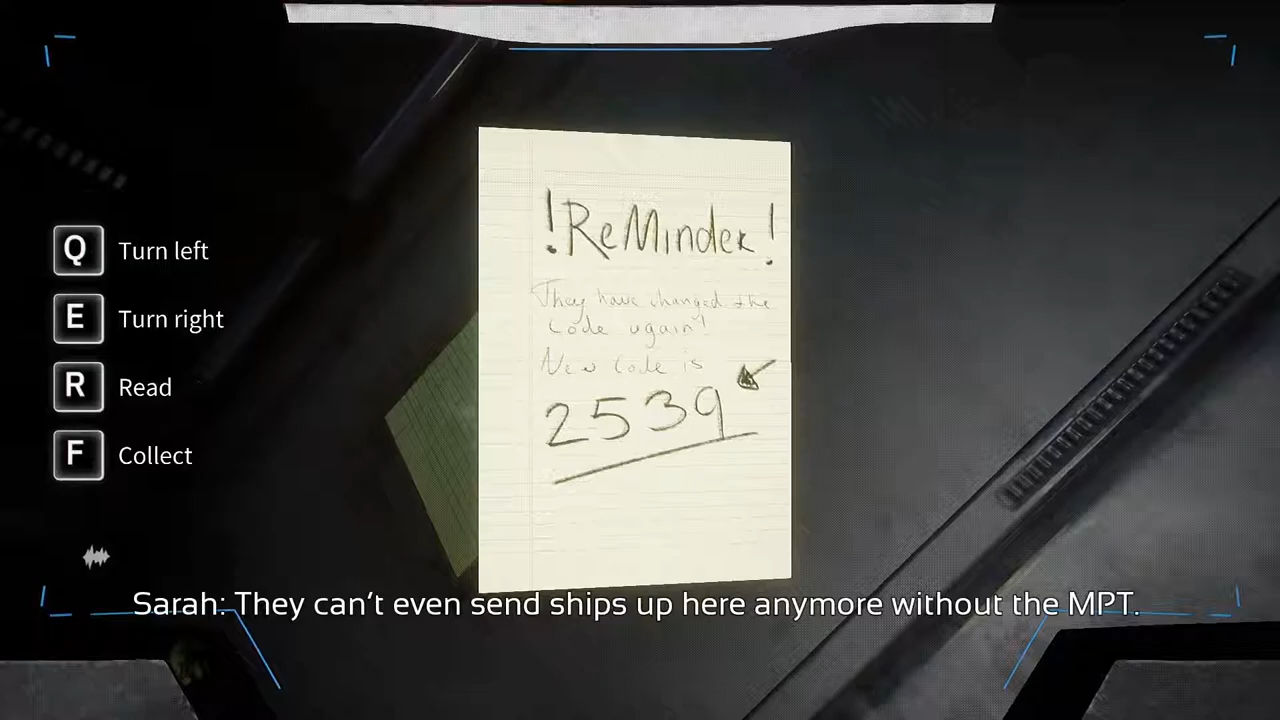 !ReMinder!
They have changed the
code again!
New code is
2539
Q Turn left
E Turn right
R Read
F Collect
Sarah: They can't even send ships up here anymore without the MPT.